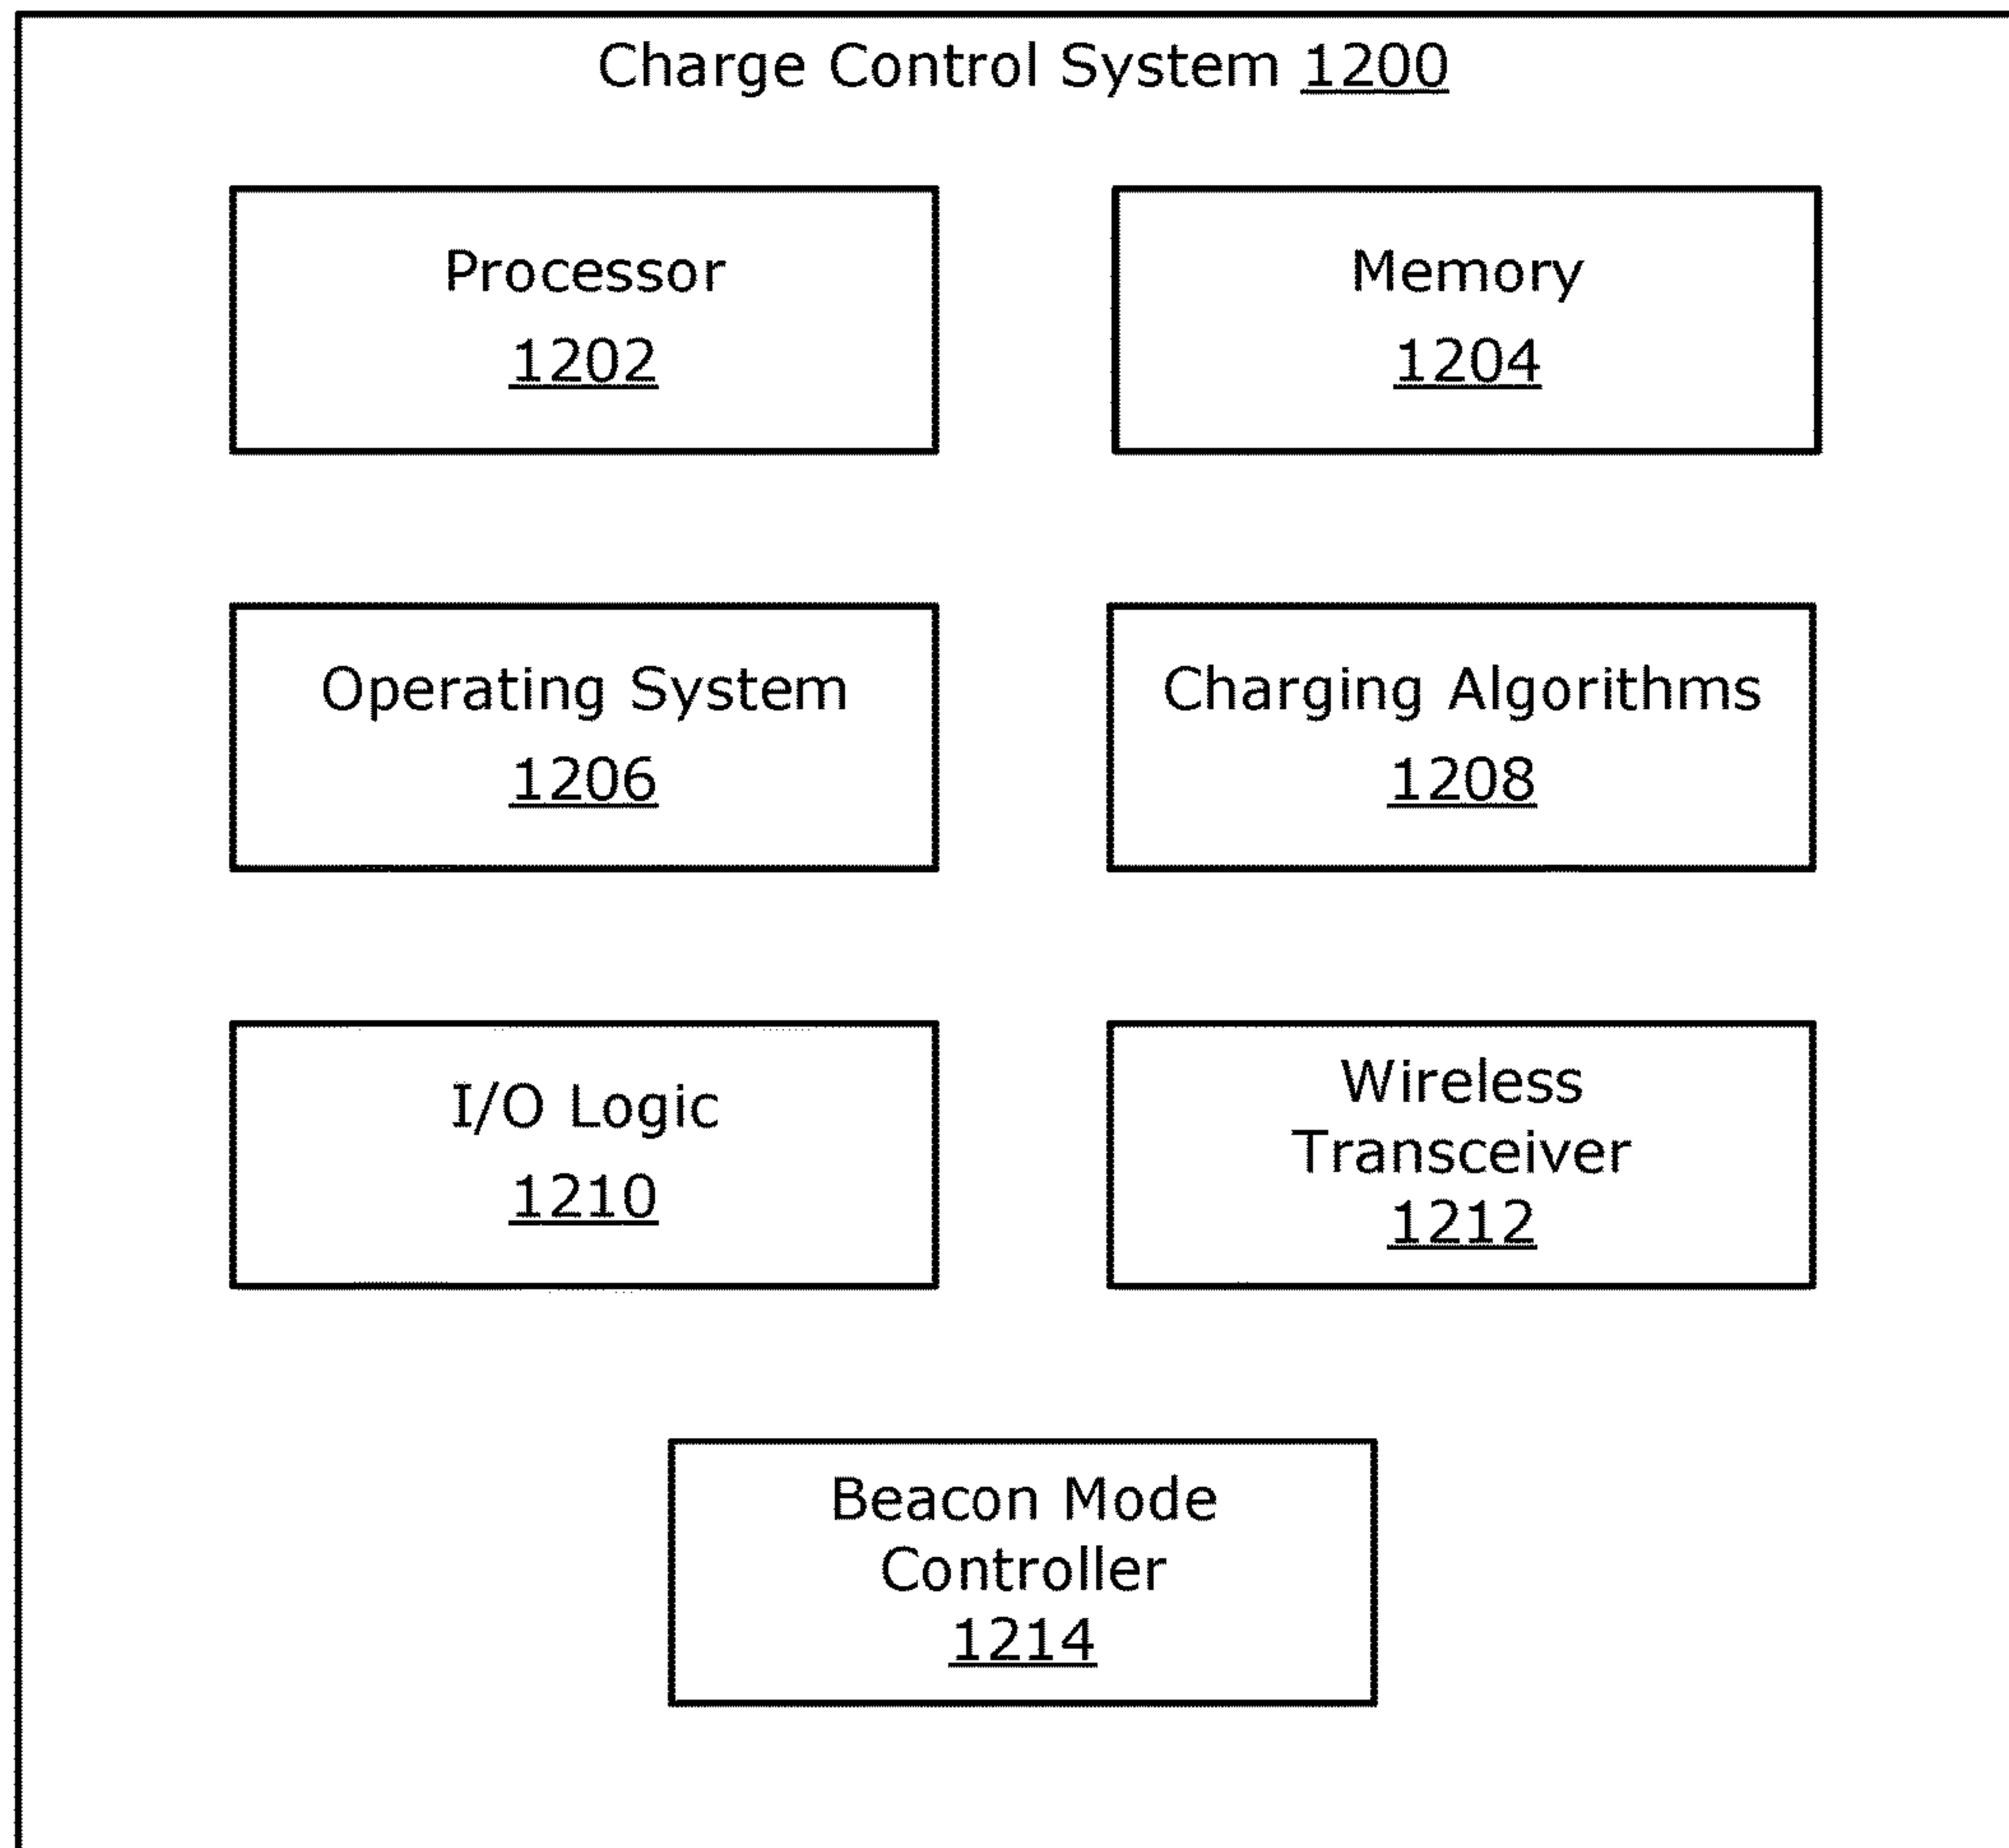 Charge Control System 1200
Processor
1202
Memory
1204
Operating System
1206
Charging Algorithms
1208
I/O Logic
1210
Wireless
Transceiver
1212
Beacon Mode
Controller
1214